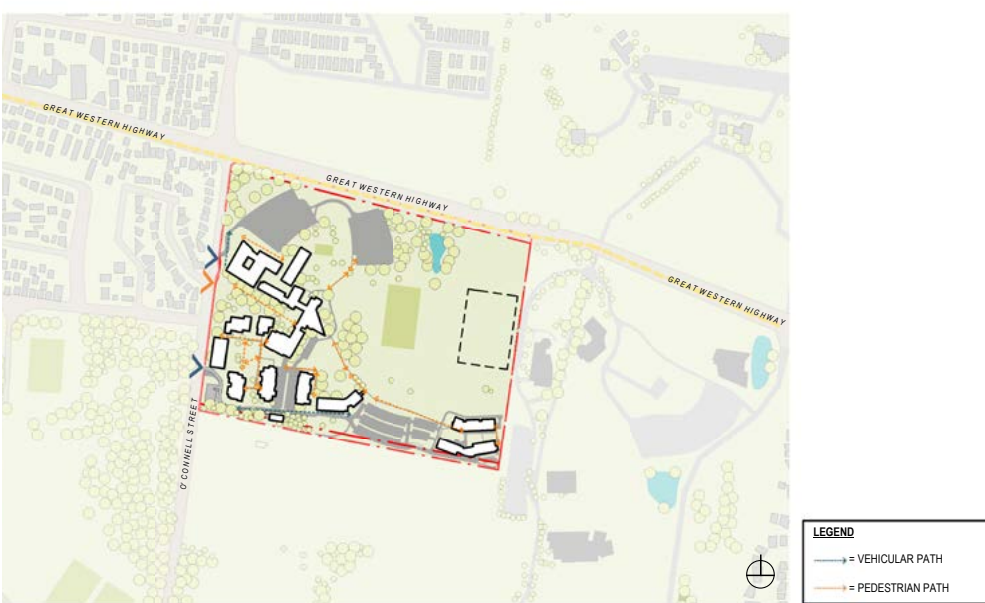 GREAT WESTERN HIGHWAY
GREAT WESTERN HIGHWAY
GREAT WESTERN HIGHWAY
O' CONNELL STREET
LEGEND
= VEHICULAR PATH
= PEDESTRIAN PATH